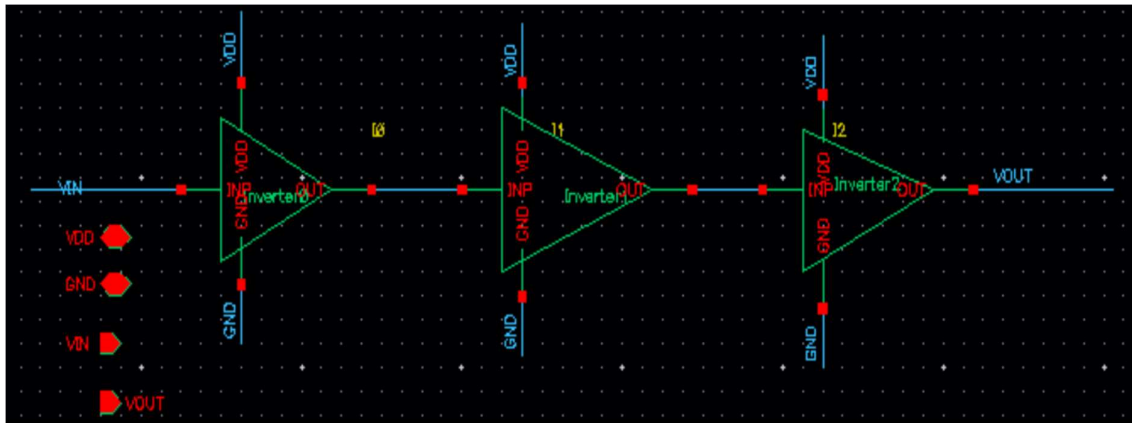 VDD VDD VDD
I0 I1 I2
VDD VDD VDD
VIN INP OUT INP OUT INP OUT VOUT
Inverter0 Inverter1 Inverter2
GND GND GND
VDD
GND
GND GND GND
VIN
VOUT